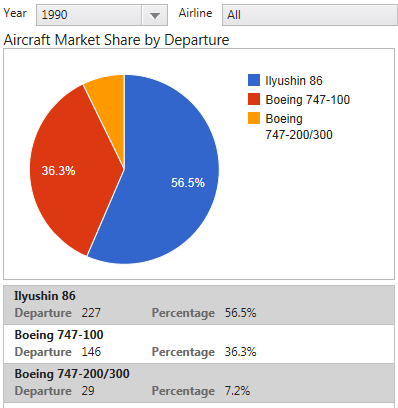 Year 1990 Airline All
Aircraft Market Share by Departure
Ilyushin 86
Boeing 747-100
Boeing
747-200/300
36.3%
56.5%
Ilyushin 86
Departure 227 Percentage 56.5%
Boeing 747-100
Departure 146 Percentage 36.3%
Boeing 747-200/300
Departure 29 Percentage 7.2%